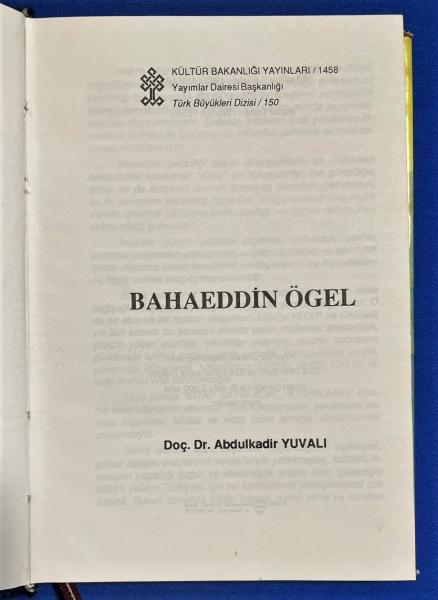 KÜLTÜR BAKANLIĞI YAYINLARI / 1458
Yayımlar Dairesi Başkanlığı
Türk Büyükleri Dizisi / 150
BAHAEDDİN ÖGEL
Doç. Dr. Abdulkadir YUVALI